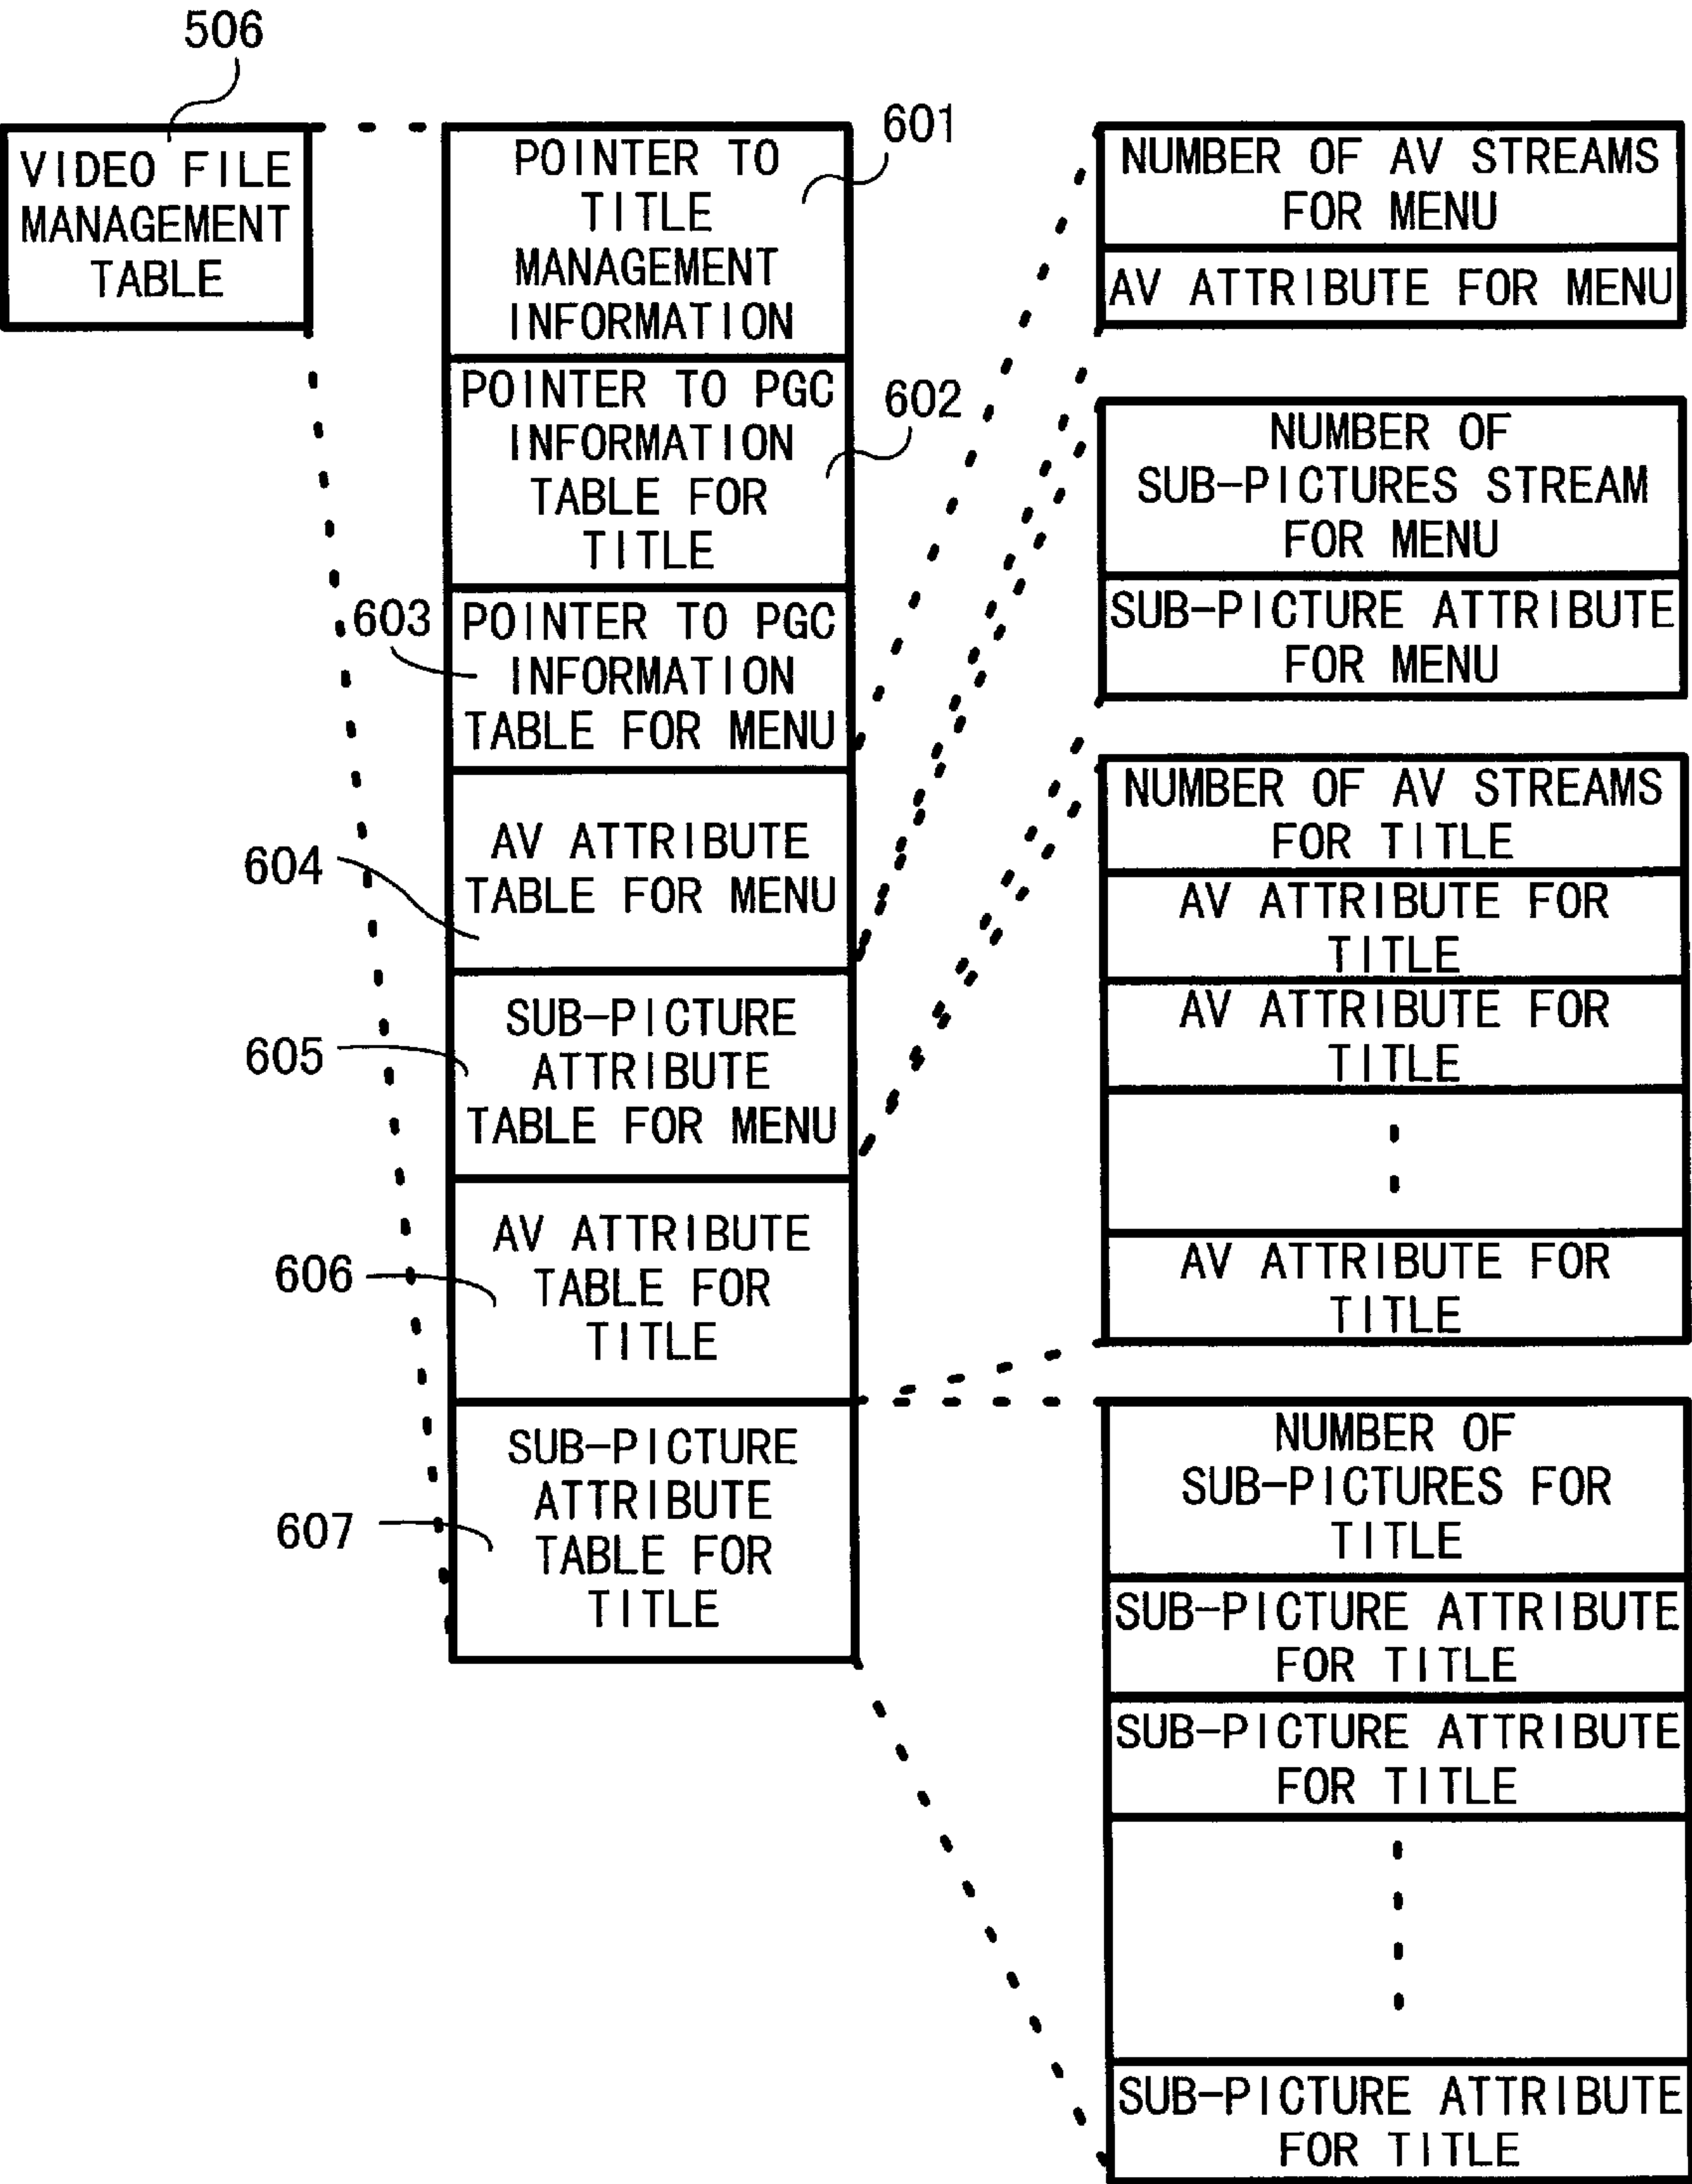 506
VIDEO FILE
MANAGEMENT
TABLE
601
POINTER TO
TITLE
MANAGEMENT
INFORMATION
602
POINTER TO PGC
INFORMATION
TABLE FOR
TITLE
603
POINTER TO PGC
INFORMATION
TABLE FOR MENU
604
AV ATTRIBUTE
TABLE FOR MENU
605
SUB-PICTURE
ATTRIBUTE
TABLE FOR MENU
606
AV ATTRIBUTE
TABLE FOR
TITLE
607
SUB-PICTURE
ATTRIBUTE
TABLE FOR
TITLE
NUMBER OF AV STREAMS
FOR MENU
AV ATTRIBUTE FOR MENU
NUMBER OF
SUB-PICTURES STREAM
FOR MENU
SUB-PICTURE ATTRIBUTE
FOR MENU
NUMBER OF AV STREAMS
FOR TITLE
AV ATTRIBUTE FOR
TITLE
AV ATTRIBUTE FOR
TITLE
AV ATTRIBUTE FOR
TITLE
NUMBER OF
SUB-PICTURES FOR
TITLE
SUB-PICTURE ATTRIBUTE
FOR TITLE
SUB-PICTURE ATTRIBUTE
FOR TITLE
SUB-PICTURE ATTRIBUTE
FOR TITLE